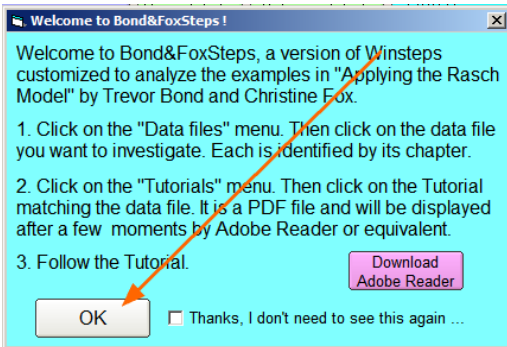 Welcome to Bond&FoxSteps !
Welcome to Bond&FoxSteps, a version of Winsteps
customized to analyze the examples in "Applying the Rasch
Model" by Trevor Bond and Christine Fox.
1. Click on the "Data files" menu. Then click on the data file
you want to investigate. Each is identified by its chapter.
2. Click on the "Tutorials" menu. Then click on the Tutorial
matching the data file. It is a PDF file and will be displayed
after a few moments by Adobe Reader or equivalent.
3. Follow the Tutorial.
Download
Adobe Reader
OK
Thanks, I don't need to see this again ...